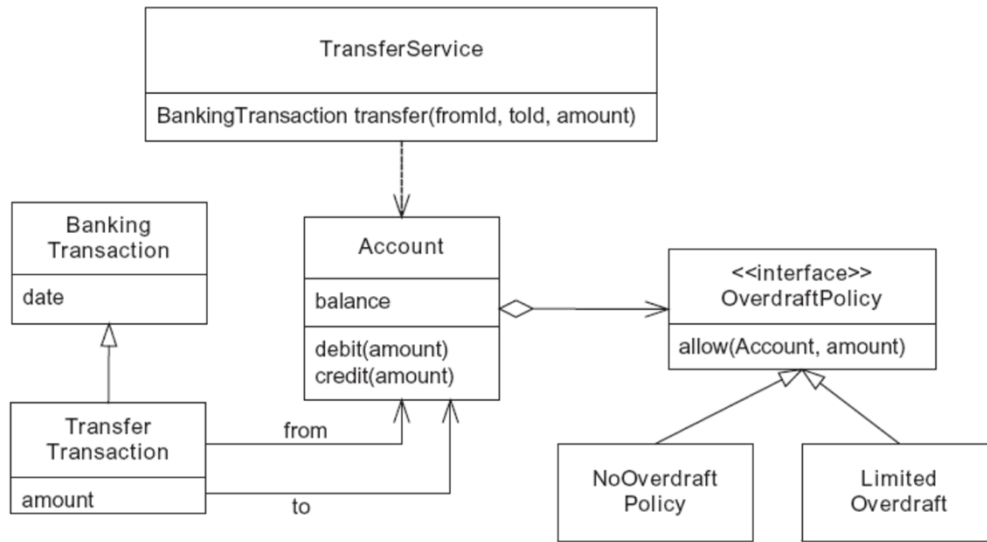 TransferService
BankingTransaction transfer(fromId, toId, amount)
Banking
Transaction
date
Account
balance
debit(amount)
credit(amount)
<<interface>>
OverdraftPolicy
allow(Account, amount)
Transfer
Transaction
amount
from
to
NoOverdraft
Policy
Limited
Overdraft